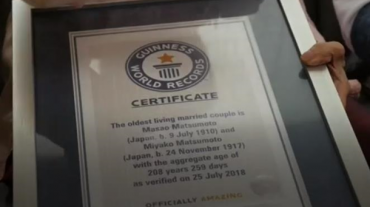 GUINNESS
WORLD RECORDS
CERTIFICATE
The oldest living married couple is
Masao Matsumoto
(Japan, b. 9 July 1910) and
Miyako Matsumoto
(Japan, b. 24 November 1917)
with the aggregate age of
208 years 259 days
as verified on 25 July 2018
OFFICIALLY AMAZING